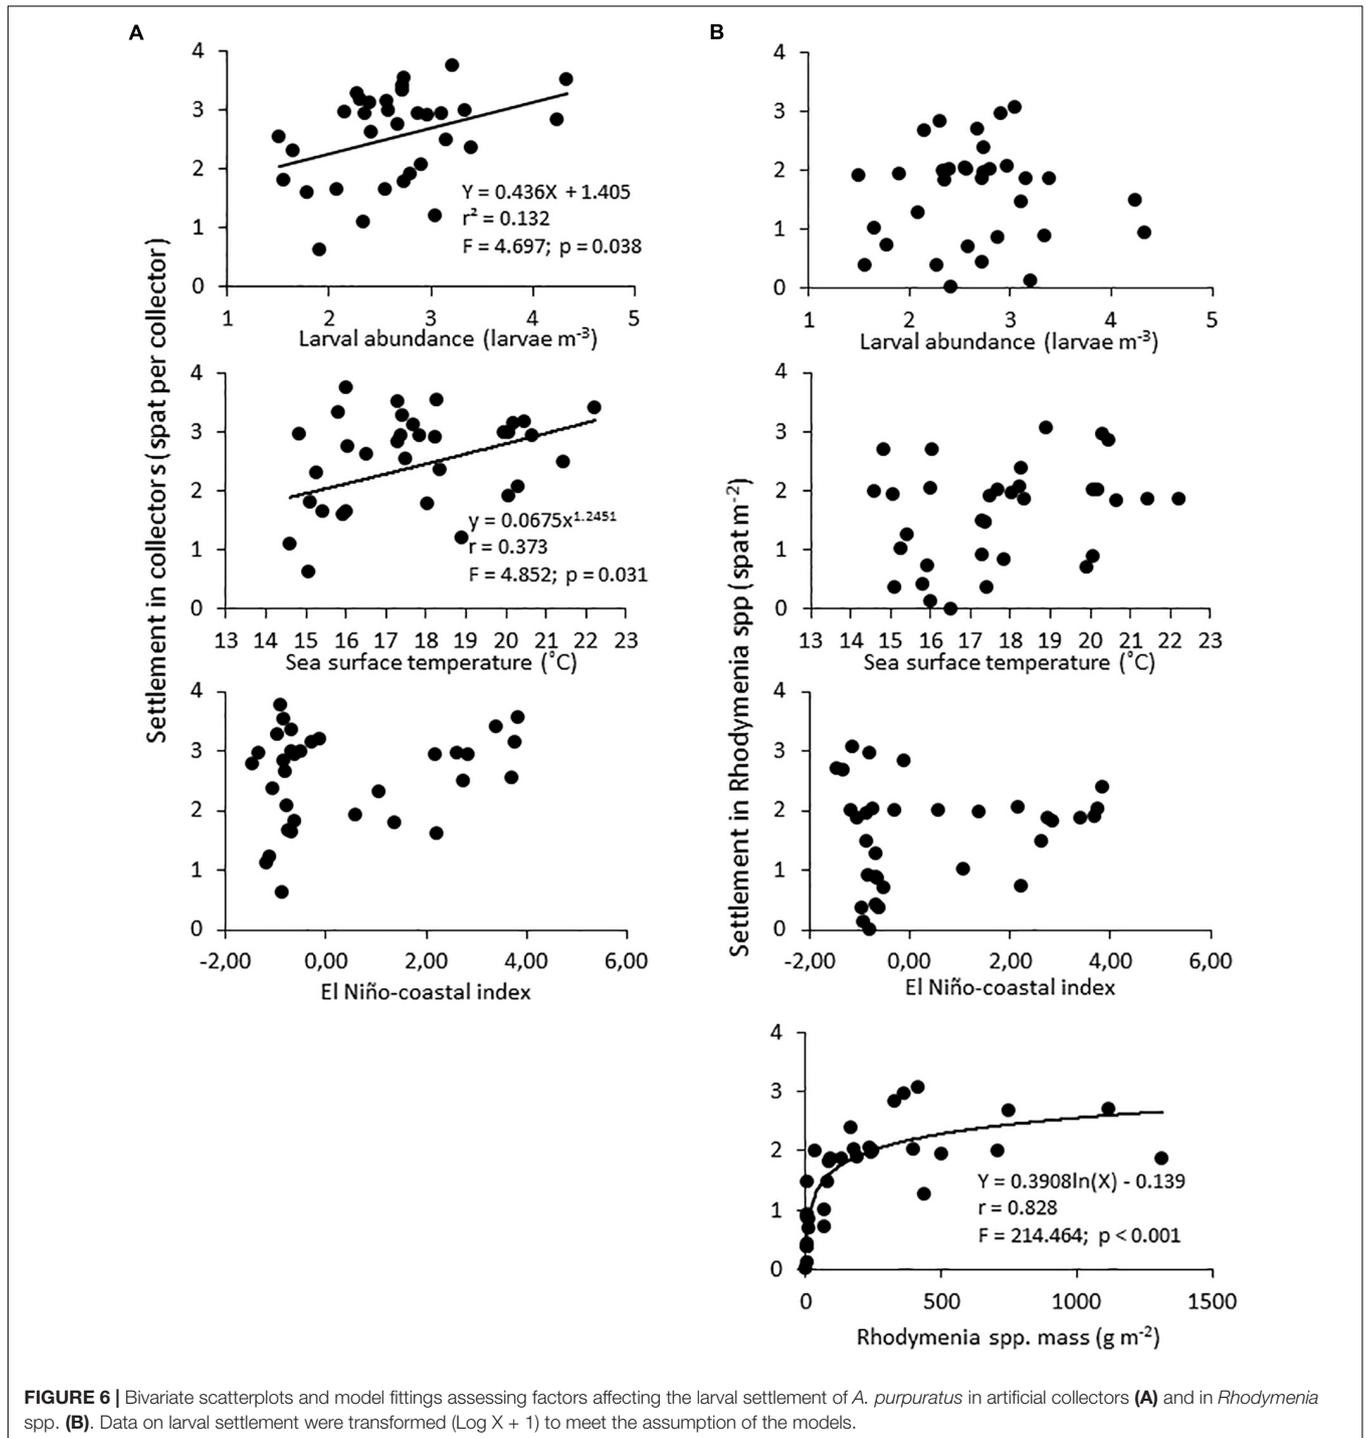 A
4
3
2
1
0
1 2 3 4 5
Larval abundance (larvae m⁻³)
Y = 0.436X + 1.405
r² = 0.132
F = 4.697; p = 0.038
4
3
2
1
0
13 14 15 16 17 18 19 20 21 22 23
Sea surface temperature (˚C)
y = 0.0675x¹·²⁴⁵¹
r = 0.373
F = 4.852; p = 0.031
4
3
2
1
0
-2,00 0,00 2,00 4,00 6,00
El Niño-coastal index
Settlement in collectors (spat per collector)
B
4
3
2
1
0
1 2 3 4 5
Larval abundance (larvae m⁻³)
4
3
2
1
0
13 14 15 16 17 18 19 20 21 22 23
Sea surface temperature (˚C)
4
3
2
1
0
-2,00 0,00 2,00 4,00 6,00
El Niño-coastal index
Settlement in Rhodymenia spp (spat m⁻²)
4
3
2
1
0
0 500 1000 1500
Rhodymenia spp. mass (g m⁻²)
Y = 0.3908ln(X) - 0.139
r = 0.828
F = 214.464; p < 0.001
FIGURE 6 | Bivariate scatterplots and model fittings assessing factors affecting the larval settlement of A. purpuratus in artificial collectors (A) and in Rhodymenia
spp. (B). Data on larval settlement were transformed (Log X + 1) to meet the assumption of the models.